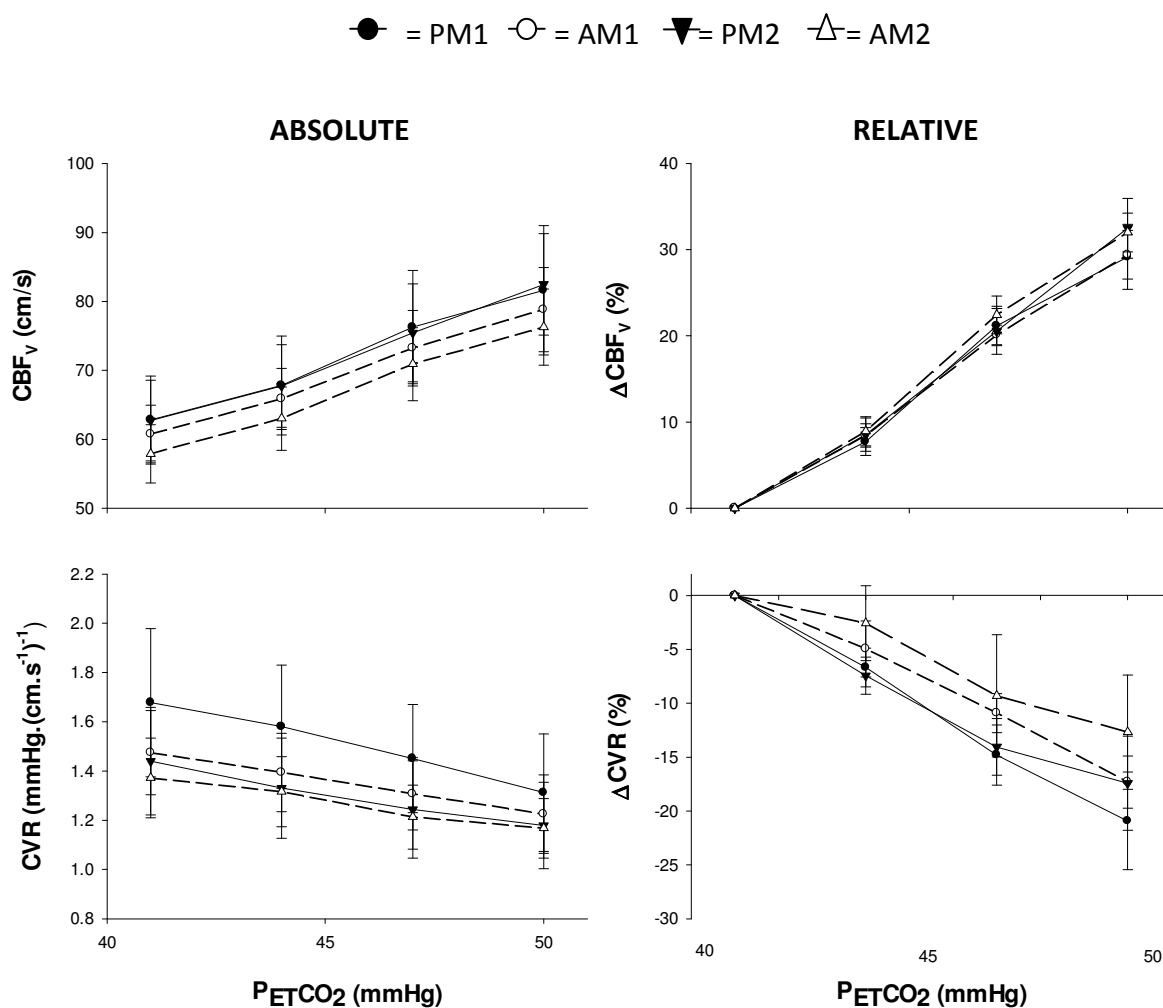 = PM1 = AM1 = PM2 = AM2
ABSOLUTE
RELATIVE
CBFv (cm/s)
100
90
80
70
60
50
ΔCBFv (%)
40
30
20
10
0
CVR (mmHg.(cm.s⁻¹)⁻¹)
2.2
2.0
1.8
1.6
1.4
1.2
1.0
0.8
40 45 50
PETCO2 (mmHg)
ΔCVR (%)
0
-5
-10
-15
-20
-25
-30
40 45 50
PETCO2 (mmHg)